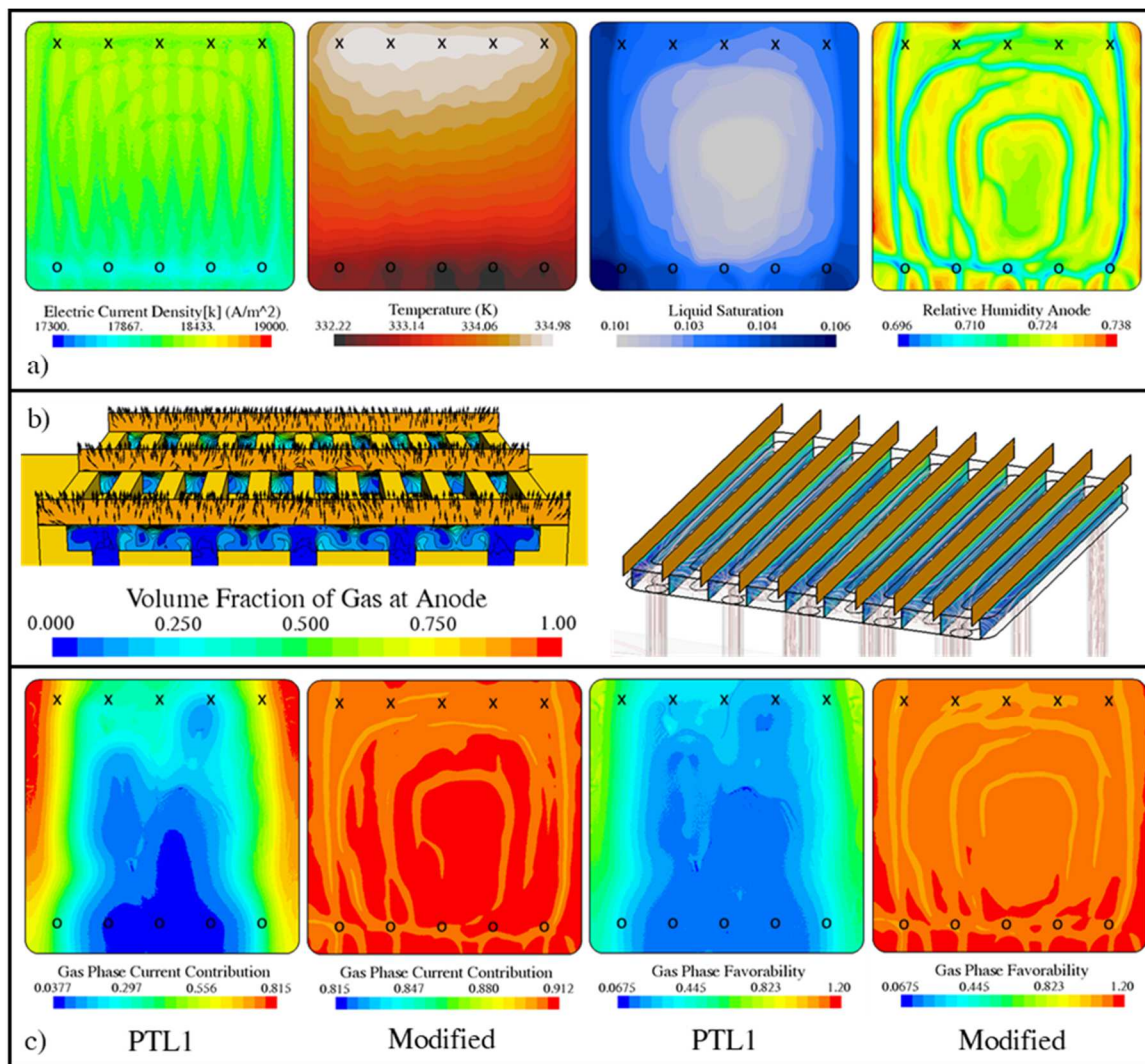 X X X X X
X X X X X
X X X X X
X X X X X
O O O O O
O O O O O
O O O O O
O O O O O
Electric Current Density[k] (A/m^2)
17300. 17867. 18433. 19000.
Temperature (K)
332.22 333.14 334.06 334.98
Liquid Saturation
0.101 0.103 0.104 0.106
Relative Humidity Anode
0.696 0.710 0.724 0.738
a)
b)
Volume Fraction of Gas at Anode
0.000 0.250 0.500 0.750 1.00
X X X X X
X X X X X
X X X X X
X X X X X
O O O O O
O O O O O
O O O O O
O O O O O
Gas Phase Current Contribution
0.0377 0.297 0.556 0.815
PTL1
Gas Phase Current Contribution
0.815 0.847 0.880 0.912
Modified
Gas Phase Favorability
0.0675 0.445 0.823 1.20
PTL1
Gas Phase Favorability
0.0675 0.445 0.823 1.20
Modified
c)